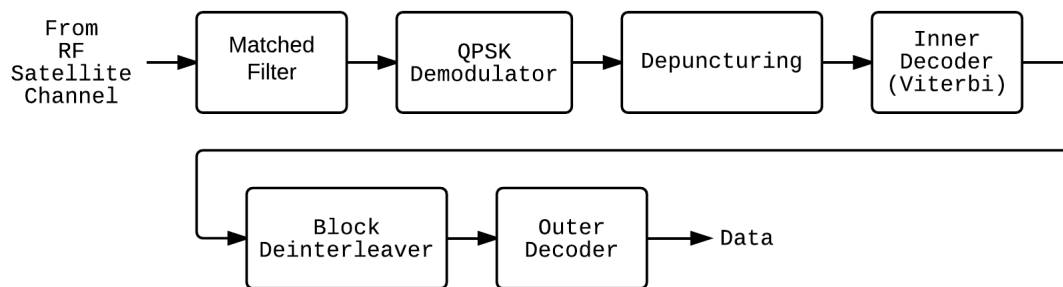 From
RF
Satellite
Channel
Matched
Filter
QPSK
Demodulator
Depuncturing
Inner
Decoder
(Viterbi)
Block
Deinterleaver
Outer
Decoder
Data